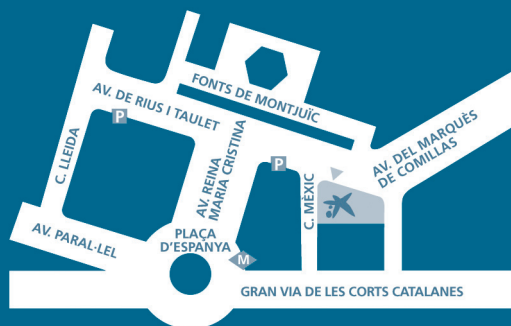 FONTS DE MONTJUÏC
AV. DE RIUS I TAULET
P
C. LLEIDA
AV. REINA
MARIA CRISTINA
P
C. MÈXIC
AV. DEL MARQUÈS
DE COMILLAS
AV. PARAL·LEL
PLAÇA
D'ESPANYA
M
GRAN VIA DE LES CORTS CATALANES